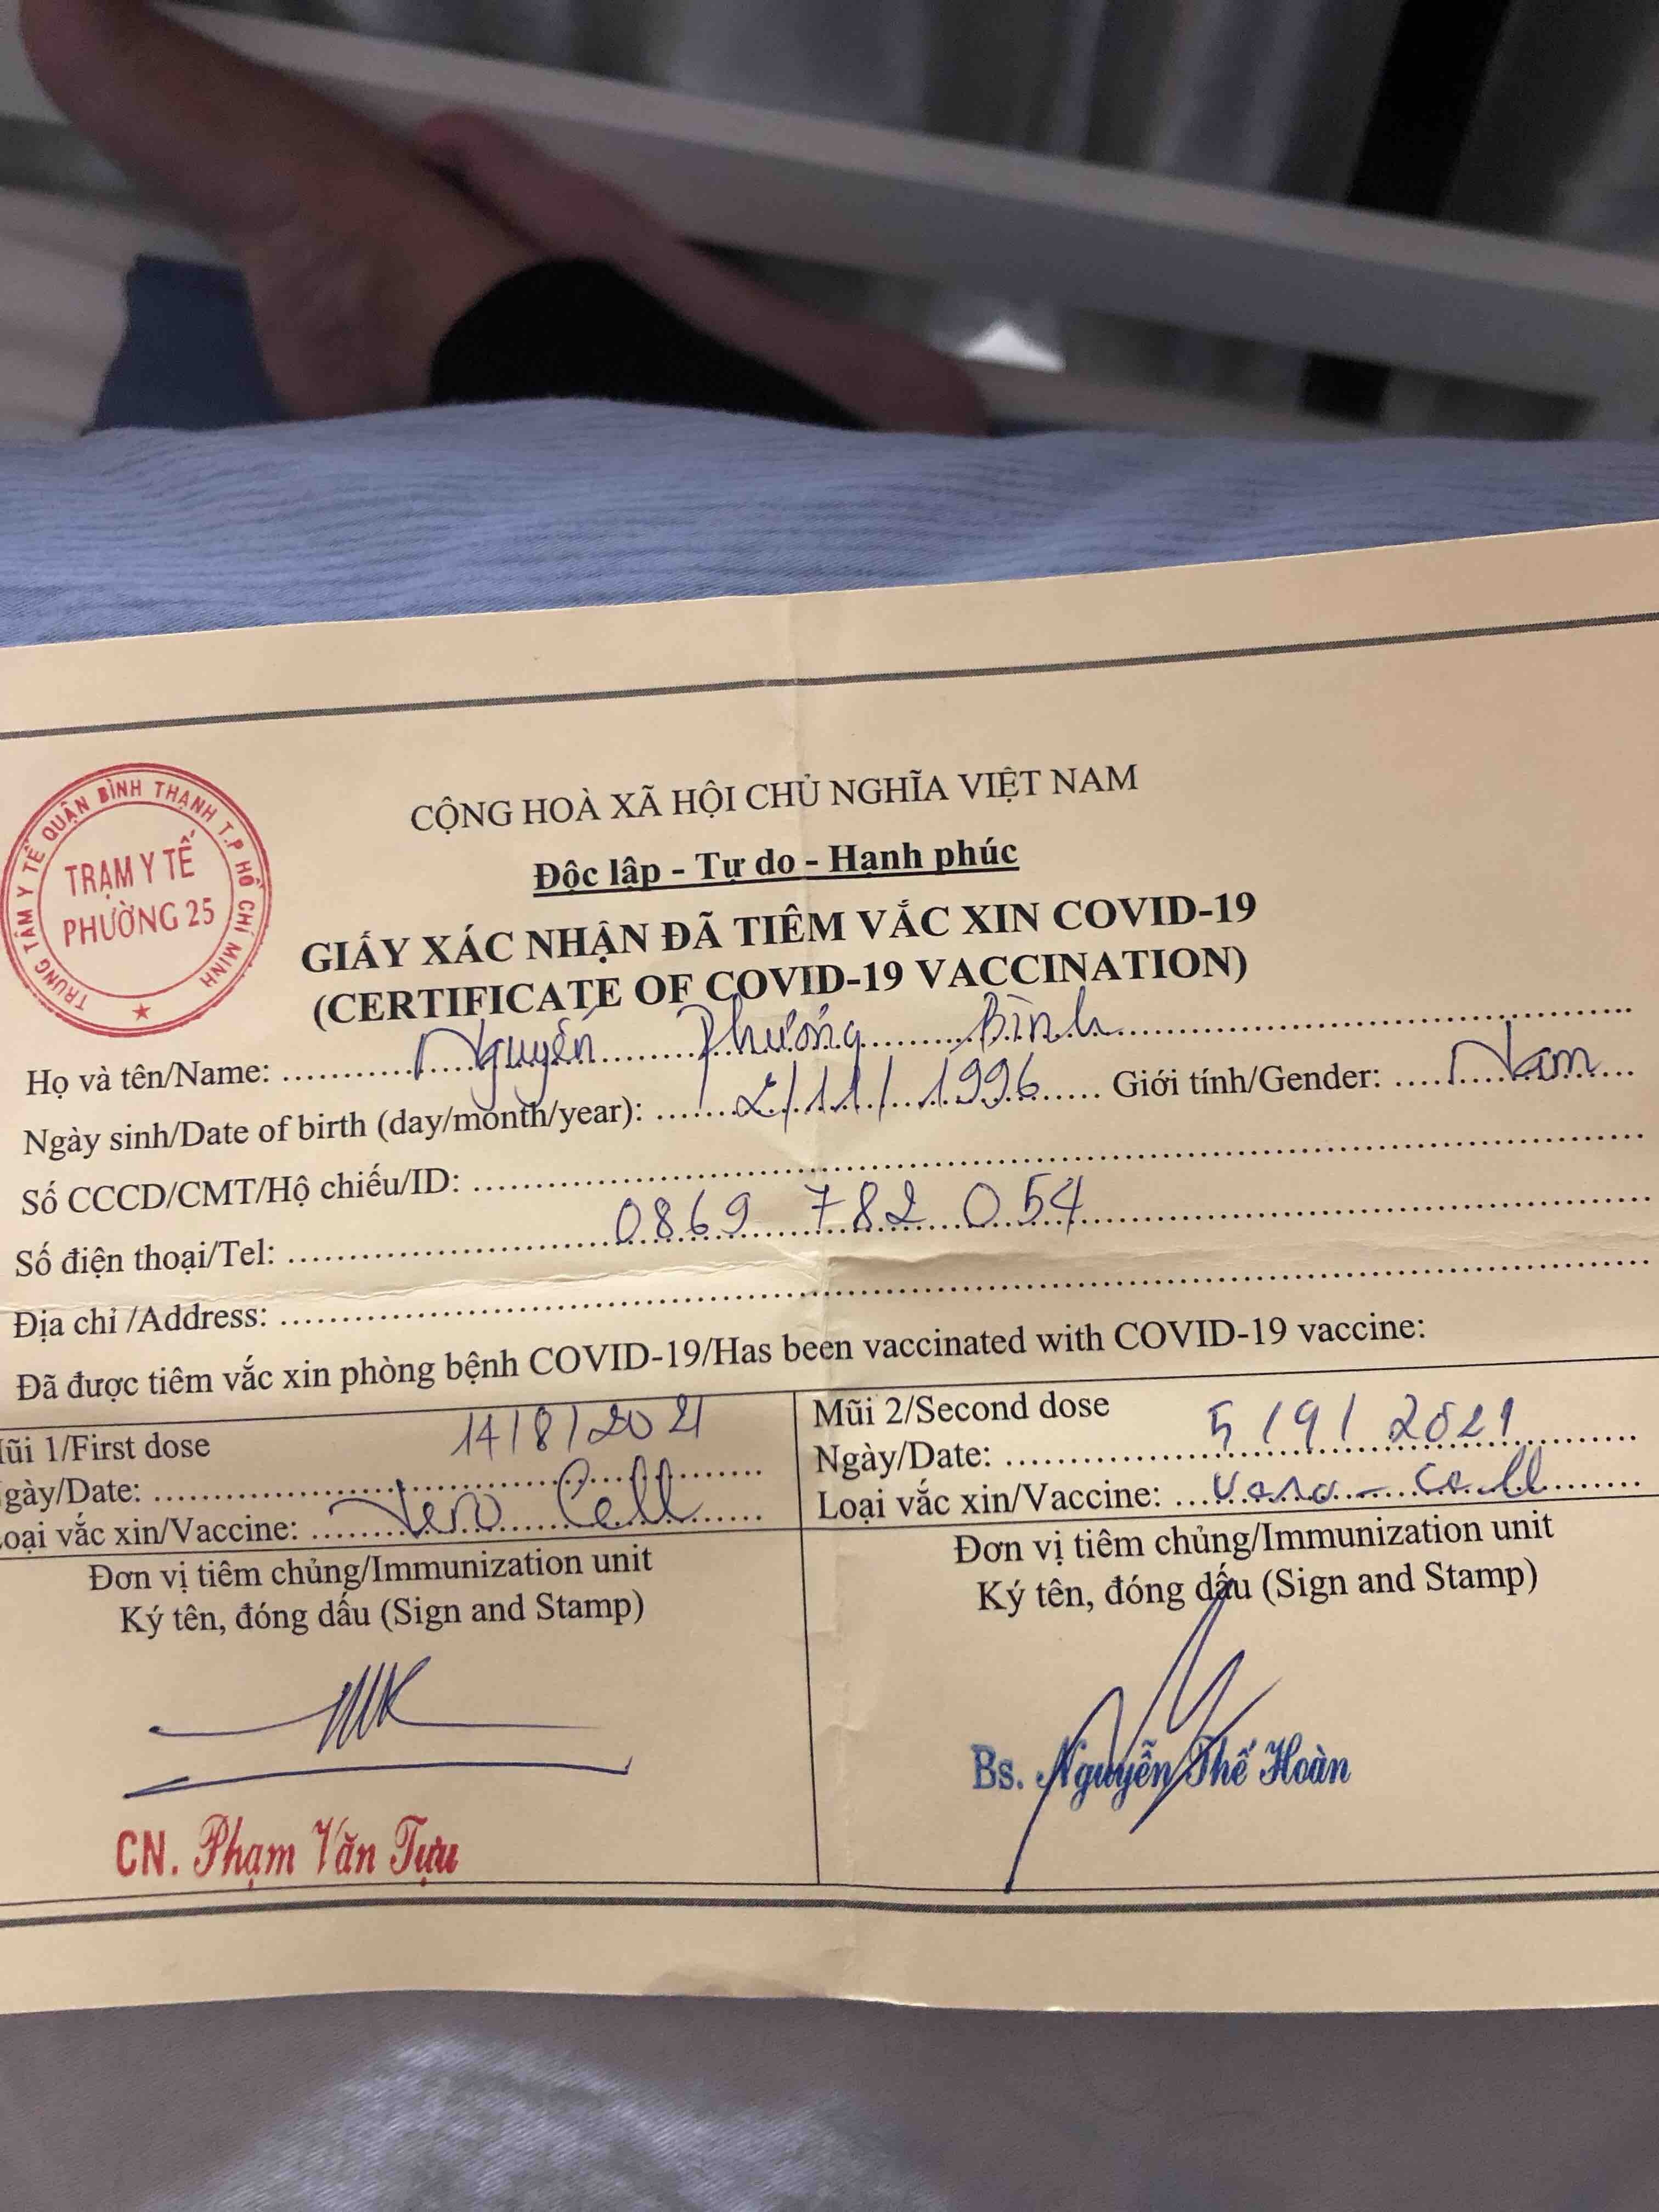 TRUNG TÂM Y TẾ QUẬN BÌNH THẠNH T.P HỒ CHÍ MINH
TRẠM Y TẾ
PHƯỜNG 25
CỘNG HOÀ XÃ HỘI CHỦ NGHĨA VIỆT NAM
Độc lập - Tự do - Hạnh phúc
GIẤY XÁC NHẬN ĐÃ TIÊM VẮC XIN COVID-19
(CERTIFICATE OF COVID-19 VACCINATION)
Họ và tên/Name: Nguyễn Phương Bình
Ngày sinh/Date of birth (day/month/year): 2/11/1996 Giới tính/Gender: Nam
Số CCCD/CMT/Hộ chiếu/ID:
Số điện thoại/Tel: 0869 782 054
Địa chỉ /Address:
Đã được tiêm vắc xin phòng bệnh COVID-19/Has been vaccinated with COVID-19 vaccine:
ũi 1/First dose
gày/Date: 14/8/2021
oại vắc xin/Vaccine: Vero Cell
Đơn vị tiêm chủng/Immunization unit
Ký tên, đóng dấu (Sign and Stamp)
CN. Phạm Văn Tựu
Mũi 2/Second dose
Ngày/Date: 5/9/2021
Loại vắc xin/Vaccine: Vero-Cell
Đơn vị tiêm chủng/Immunization unit
Ký tên, đóng dấu (Sign and Stamp)
Bs. Nguyễn Thế Hoàn